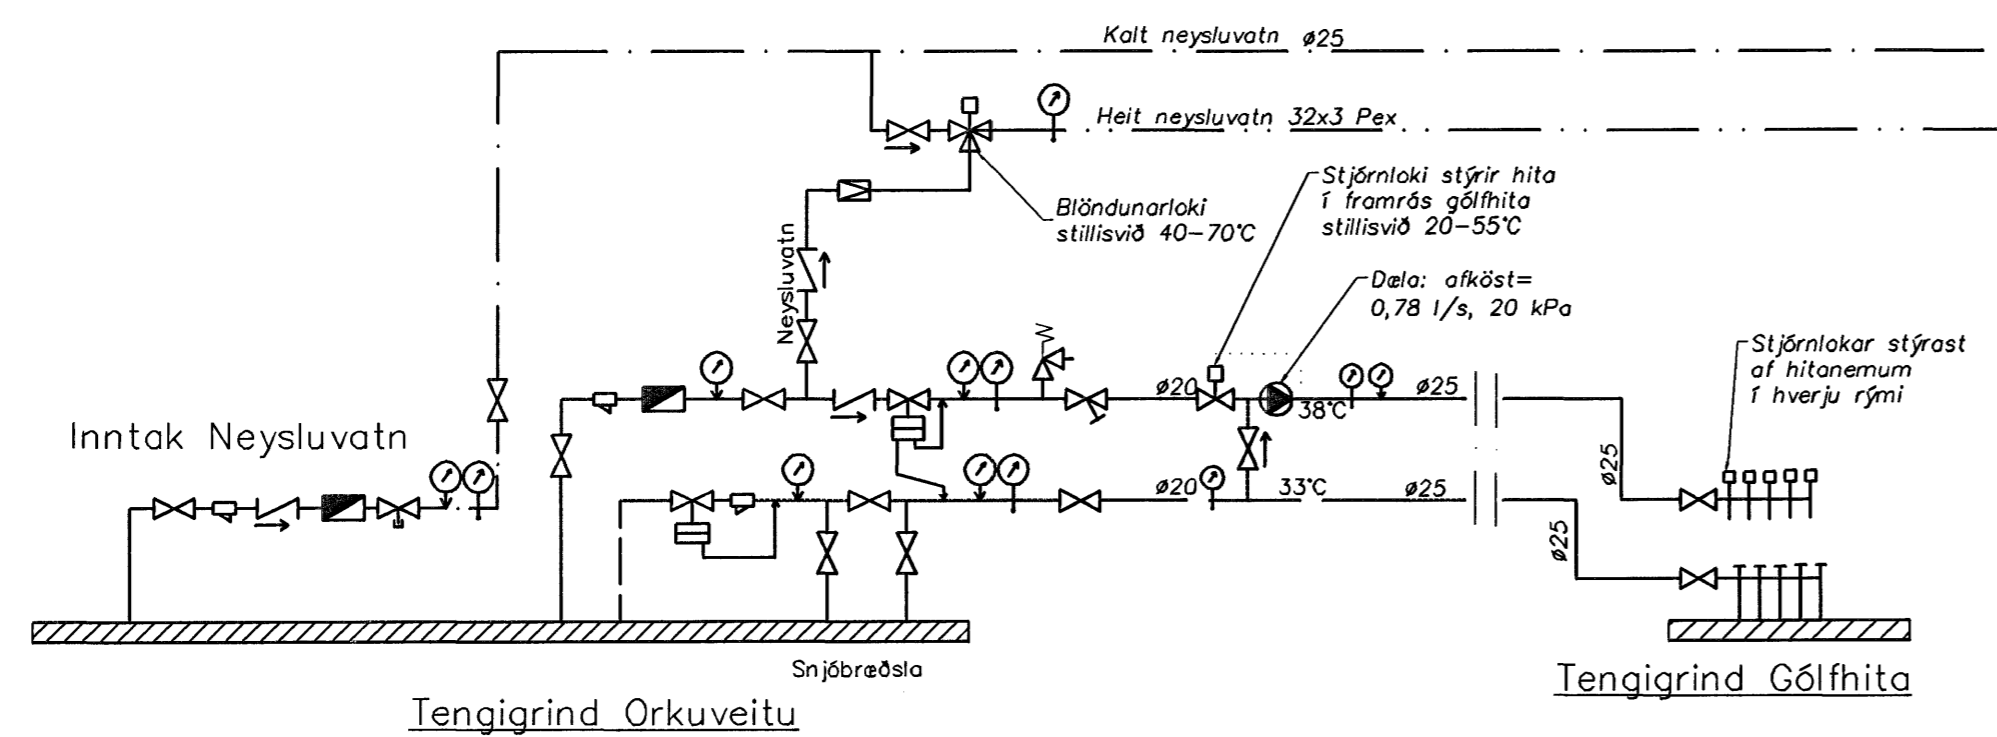 Kalt neysluvatn ø25
Heit neysluvatn 32x3 Pex
Stjórnloki stýrir hita
í framrás gólfhita
stillisvið 20-55°C
Blöndunarloki
stillisvið 40-70°C
Neysluvatn
Dæla: afköst=
0,78 l/s, 20 kPa
Stjórnlokar stýrast
af hitanemum
í hverju rými
ø20
38°C
ø25
Inntak Neysluvatn
ø20
33°C
ø25
ø25
ø25
Snjóbræðsla
Tengigrind Orkuveitu
Tengigrind Gólfhita